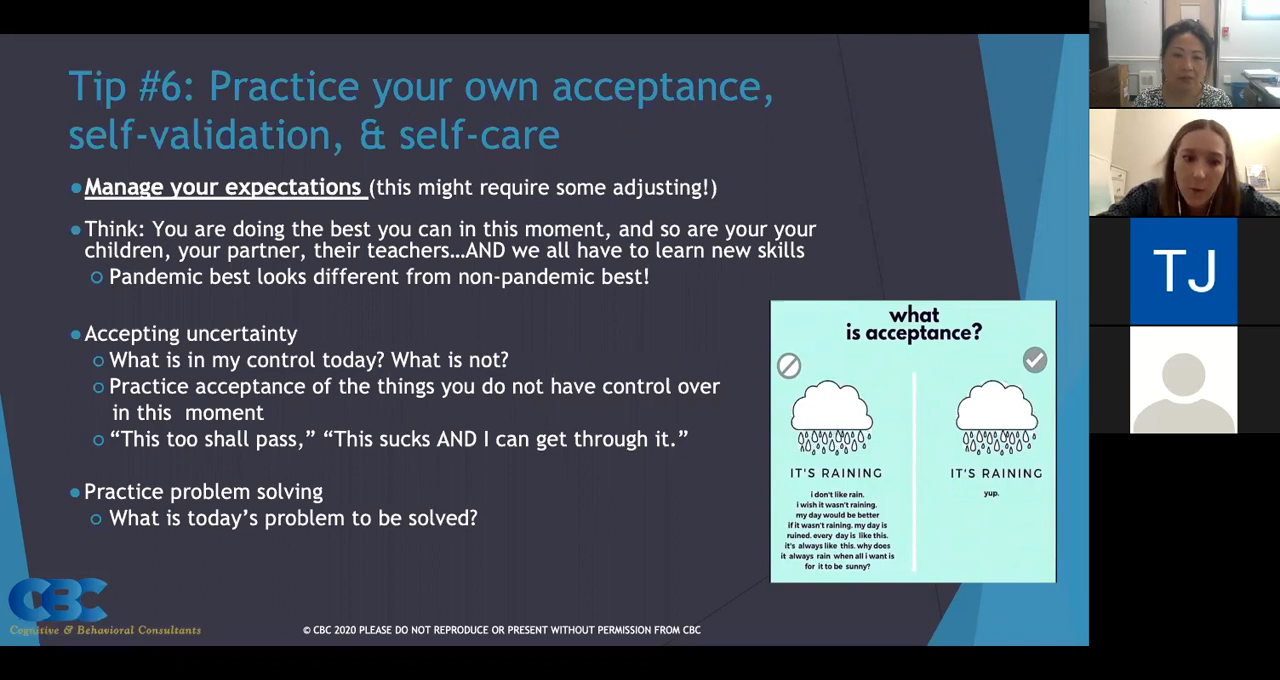 Tip #6: Practice your own acceptance,
self-validation, & self-care
Manage your expectations (this might require some adjusting!)
Think: You are doing the best you can in this moment, and so are your your
children, your partner, their teachers…AND we all have to learn new skills
Pandemic best looks different from non-pandemic best!
Accepting uncertainty
What is in my control today? What is not?
Practice acceptance of the things you do not have control over
in this moment
“This too shall pass,” “This sucks AND I can get through it.”
Practice problem solving
What is today’s problem to be solved?
what
is acceptance?
IT'S RAINING
i don't like rain.
i wish it wasn't raining.
my day would be better
if it wasn't raining. my day is
ruined. every day is like this.
it's always like this. why does
it always rain when all i want is
for it to be sunny?
IT'S RAINING
yup.
CBC
Cognitive & Behavioral Consultants
© CBC 2020 PLEASE DO NOT REPRODUCE OR PRESENT WITHOUT PERMISSION FROM CBC
TJ